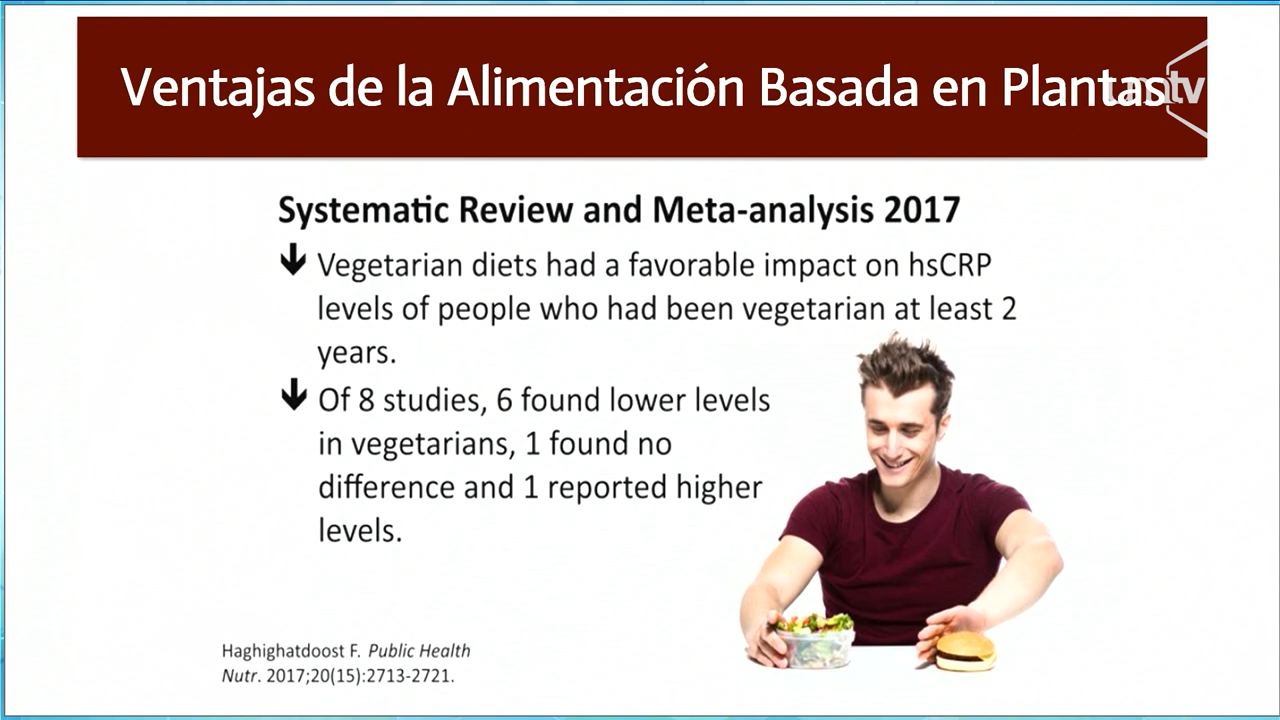 Ventajas de la Alimentación Basada en Plantas
tv
Systematic Review and Meta-analysis 2017
Vegetarian diets had a favorable impact on hsCRP
levels of people who had been vegetarian at least 2
years.
Of 8 studies, 6 found lower levels
in vegetarians, 1 found no
difference and 1 reported higher
levels.
Haghighatdoost F. Public Health
Nutr. 2017;20(15):2713-2721.